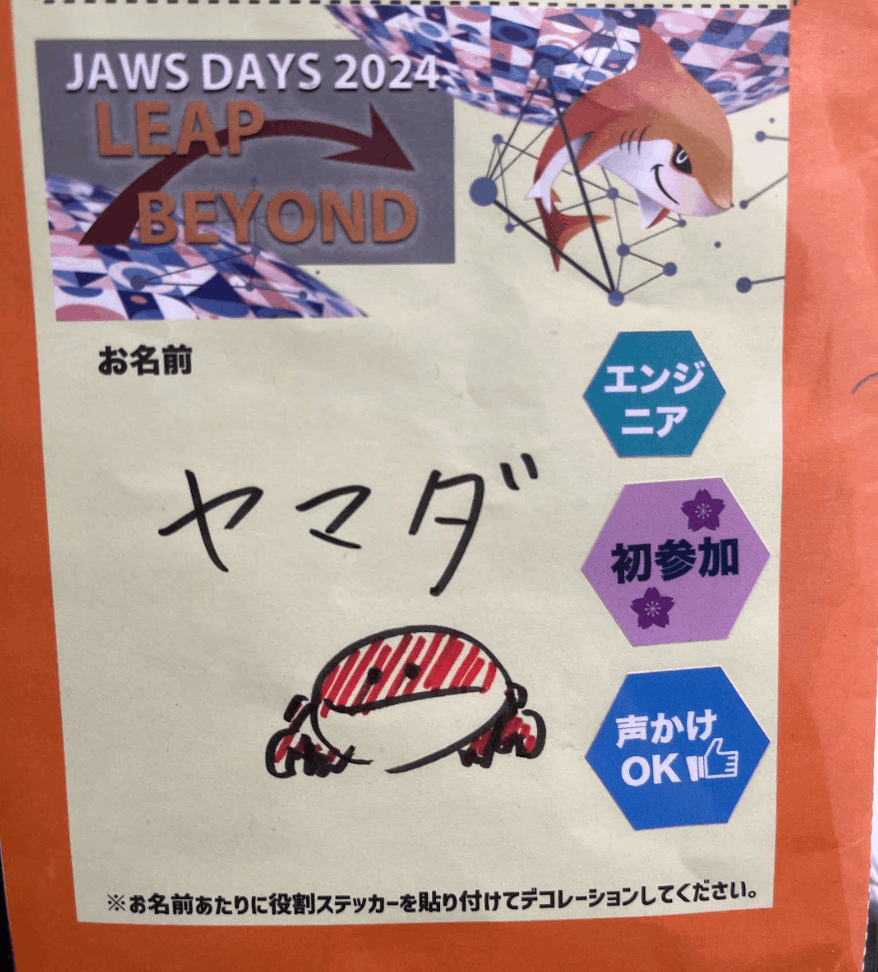 JAWS DAYS 2024
LEAP
BEYOND
お名前
エンジ
ニア
ヤマダ
初参加
声かけ
OK
※お名前あたりに役割ステッカーを貼り付けてデコレーションしてください。